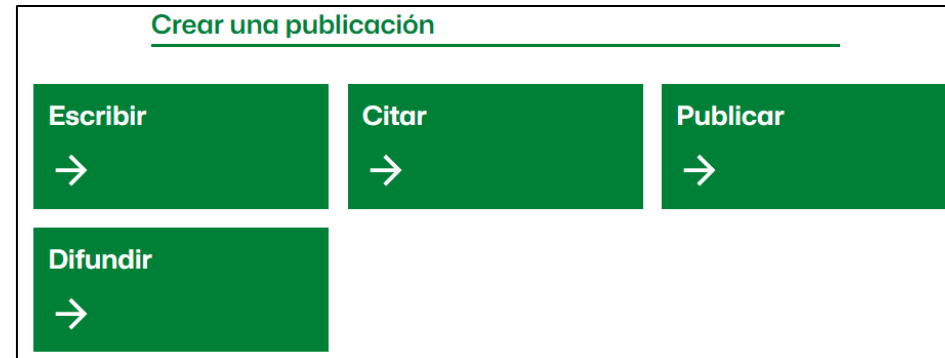 Crear una publicación
Escribir
Citar
Publicar
Difundir